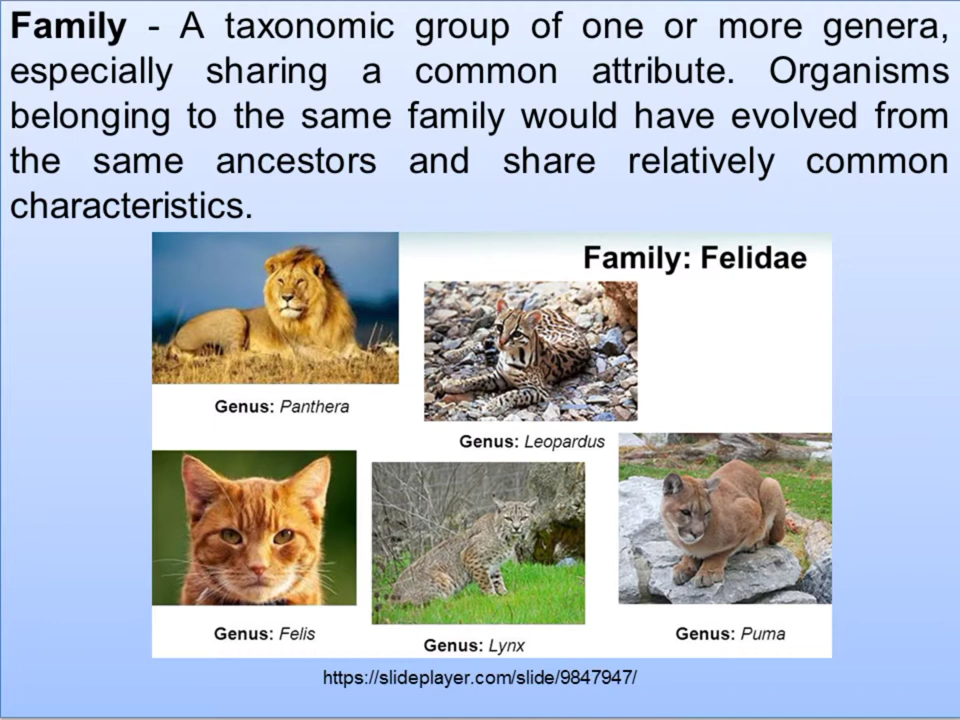 Family - A taxonomic group of one or more genera,
especially sharing a common attribute. Organisms
belonging to the same family would have evolved from
the same ancestors and share relatively common
characteristics.
Family: Felidae
Genus: Panthera
Genus: Leopardus
Genus: Felis
Genus: Lynx
Genus: Puma
https://slideplayer.com/slide/9847947/